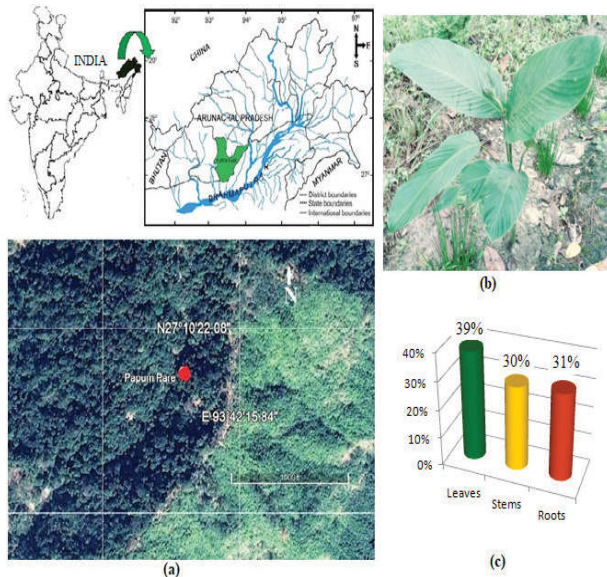 INDIA
92° 93° 94° 95° 97°
N
S
CHINA
ARUNACHAL PRADESH
BHUTAN
BRAHMAPUTRA
MYANMAR
27°
District boundaries
State boundaries
International boundaries
(b)
N27°10'22.08"
Papum Pare
E 93°42'15.84"
(a)
39%
30%
31%
40%
30%
20%
10%
0%
Leaves
Stems
Roots
(c)